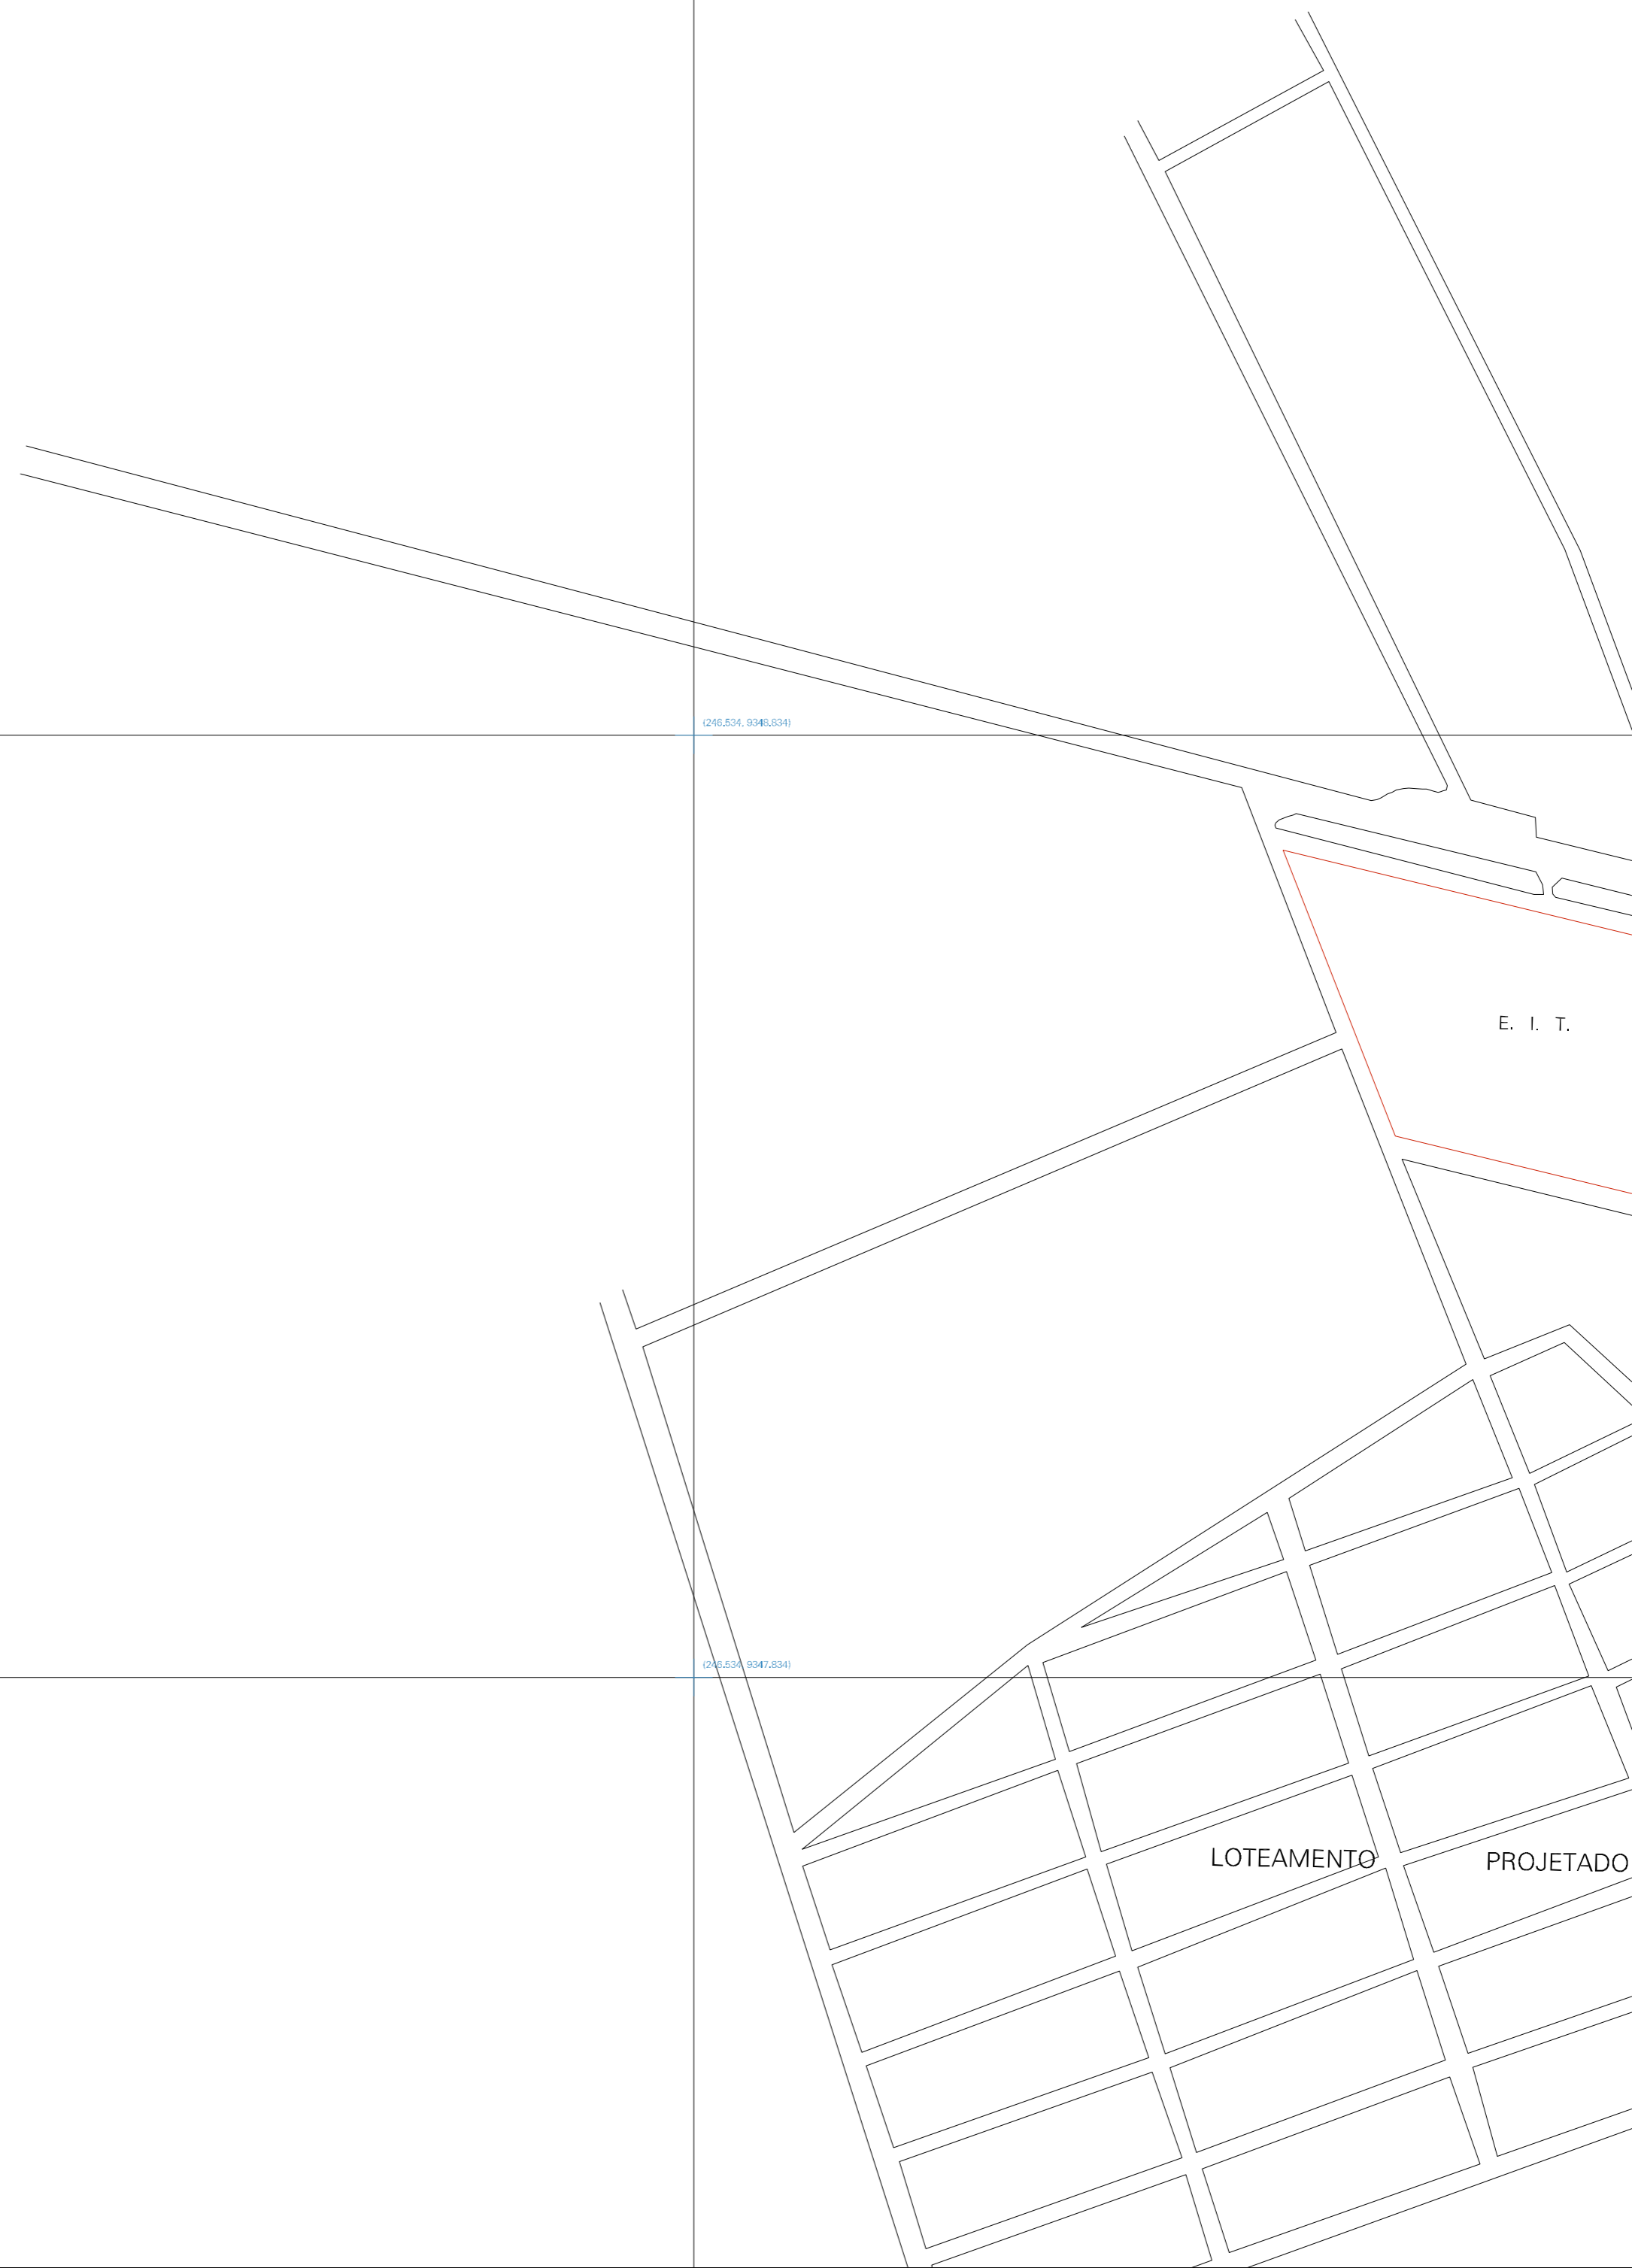 (246.534, 9348.834)
E. I. T.
(246.534, 9347.834)
LOTEAMENTO PROJETADO